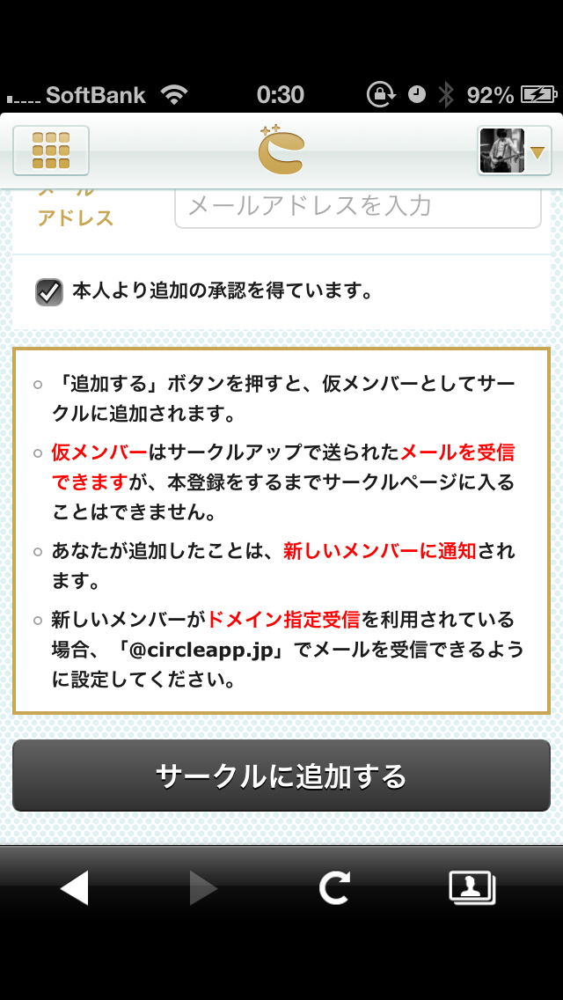 SoftBank 0:30 92%
メール
アドレス
メールアドレスを入力
本人より追加の承認を得ています。
「追加する」ボタンを押すと、仮メンバーとしてサー
クルに追加されます。
仮メンバーはサークルアップで送られたメールを受信
できますが、本登録をするまでサークルページに入る
ことはできません。
あなたが追加したことは、新しいメンバーに通知され
ます。
新しいメンバーがドメイン指定受信を利用されている
場合、「@circleapp.jp」でメールを受信できるよう
に設定してください。
サークルに追加する